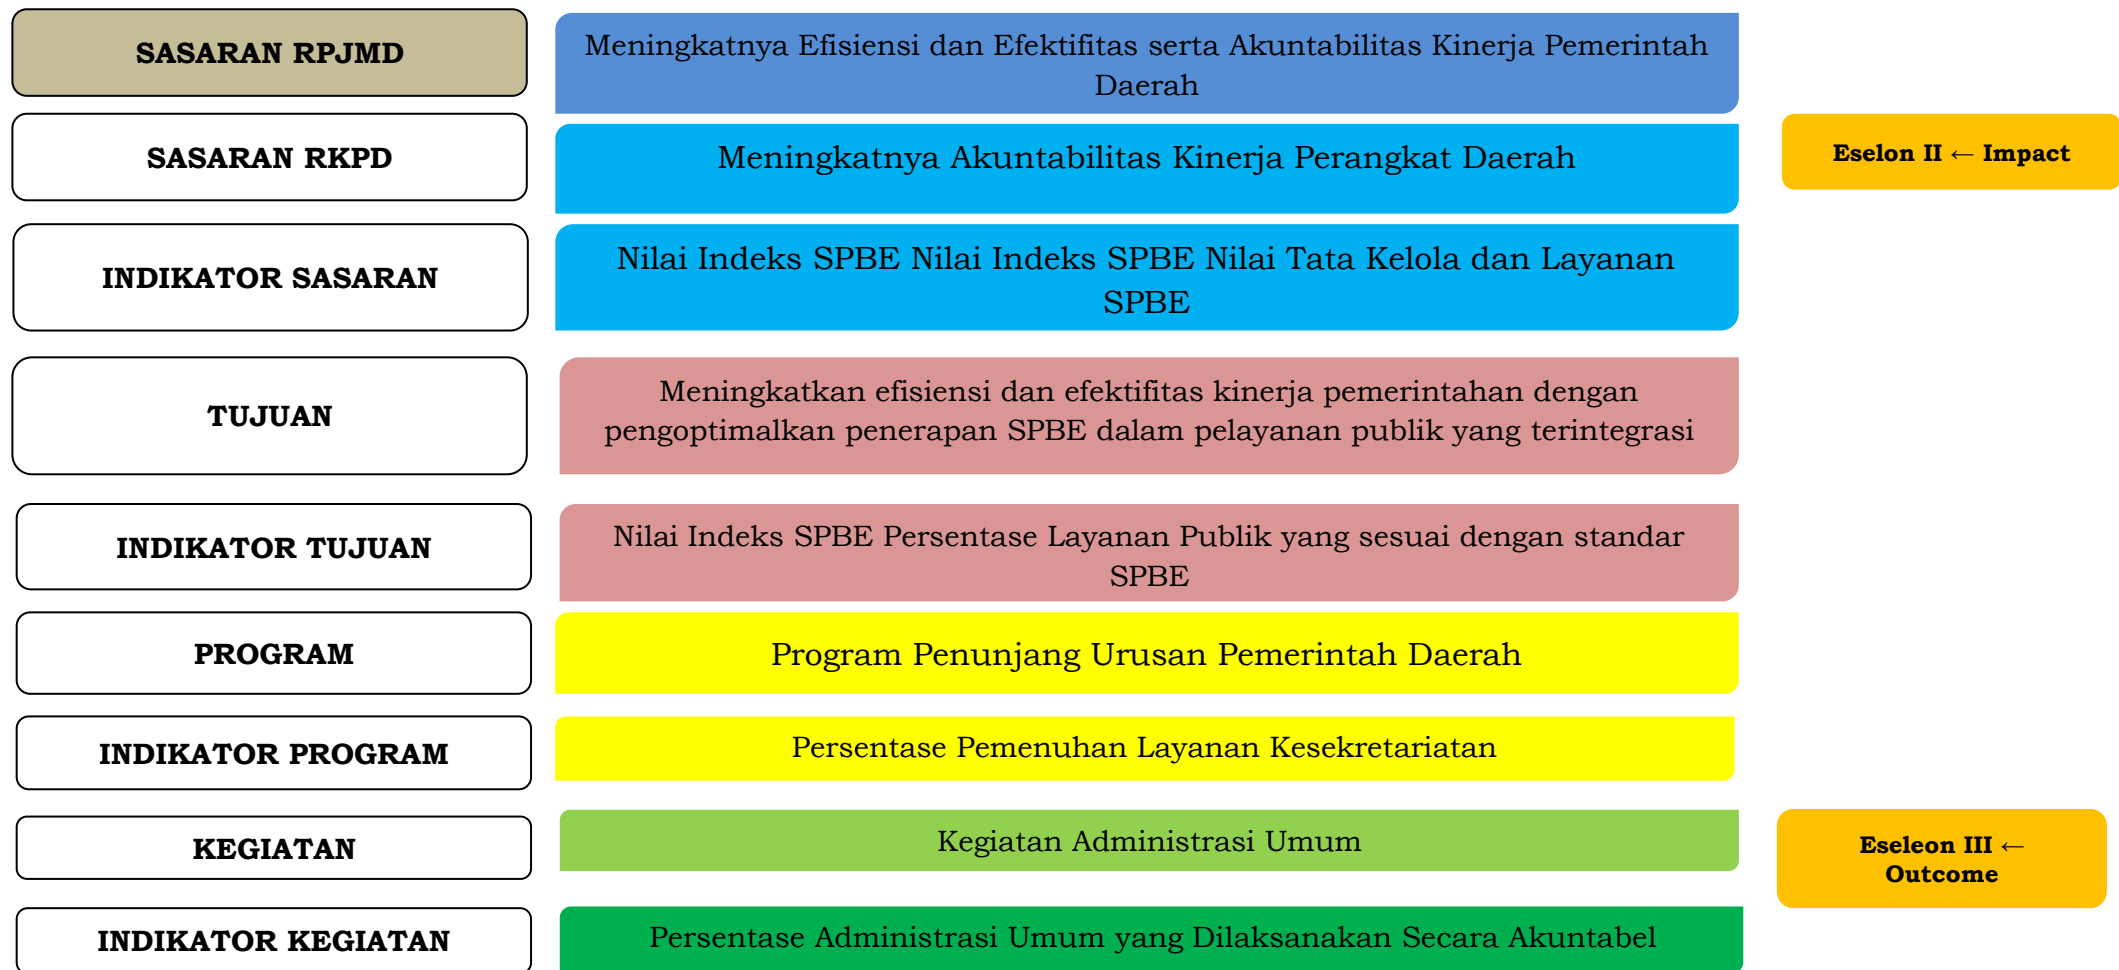 SASARAN RPJMD
Meningkatnya Efisiensi dan Efektifitas serta Akuntabilitas Kinerja Pemerintah
Daerah
SASARAN RKPD
Meningkatnya Akuntabilitas Kinerja Perangkat Daerah
Eselon II ← Impact
INDIKATOR SASARAN
Nilai Indeks SPBE Nilai Indeks SPBE Nilai Tata Kelola dan Layanan
SPBE
TUJUAN
Meningkatkan efisiensi dan efektifitas kinerja pemerintahan dengan
pengoptimalkan penerapan SPBE dalam pelayanan publik yang terintegrasi
INDIKATOR TUJUAN
Nilai Indeks SPBE Persentase Layanan Publik yang sesuai dengan standar
SPBE
PROGRAM
Program Penunjang Urusan Pemerintah Daerah
INDIKATOR PROGRAM
Persentase Pemenuhan Layanan Kesekretariatan
KEGIATAN
Kegiatan Administrasi Umum
Eseleon III ←
Outcome
INDIKATOR KEGIATAN
Persentase Administrasi Umum yang Dilaksanakan Secara Akuntabel